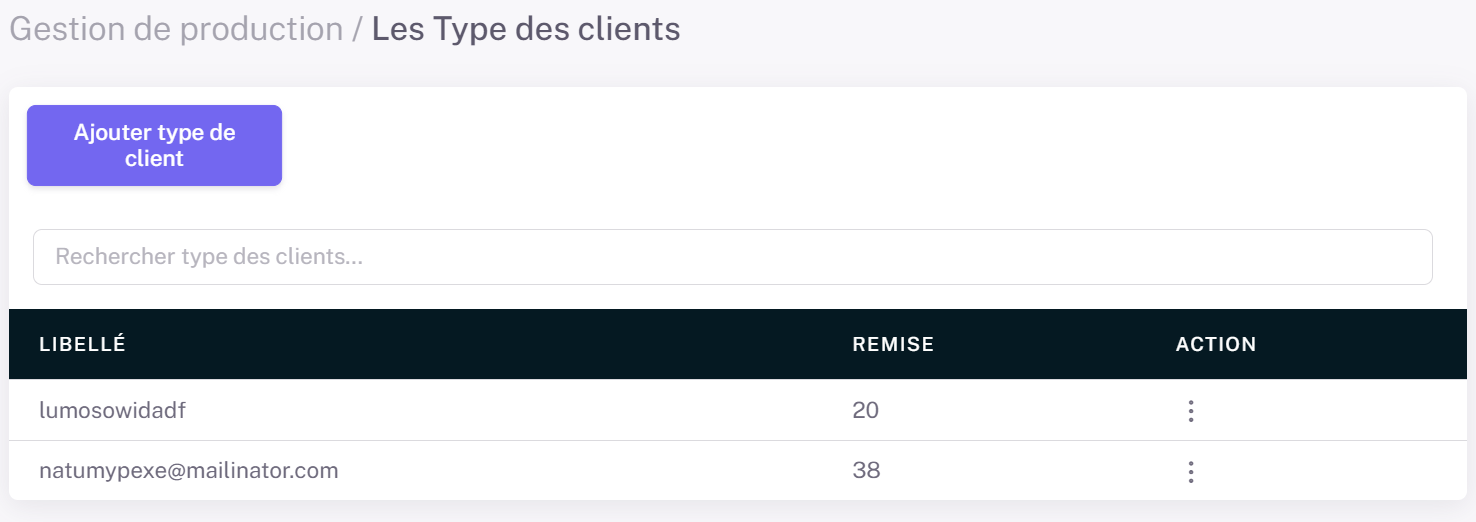 Gestion de production / Les Type des clients
Ajouter type de
client
Rechercher type des clients...
LIBELLÉ REMISE ACTION
lumosowidadf 20
natumypexe@mailinator.com 38